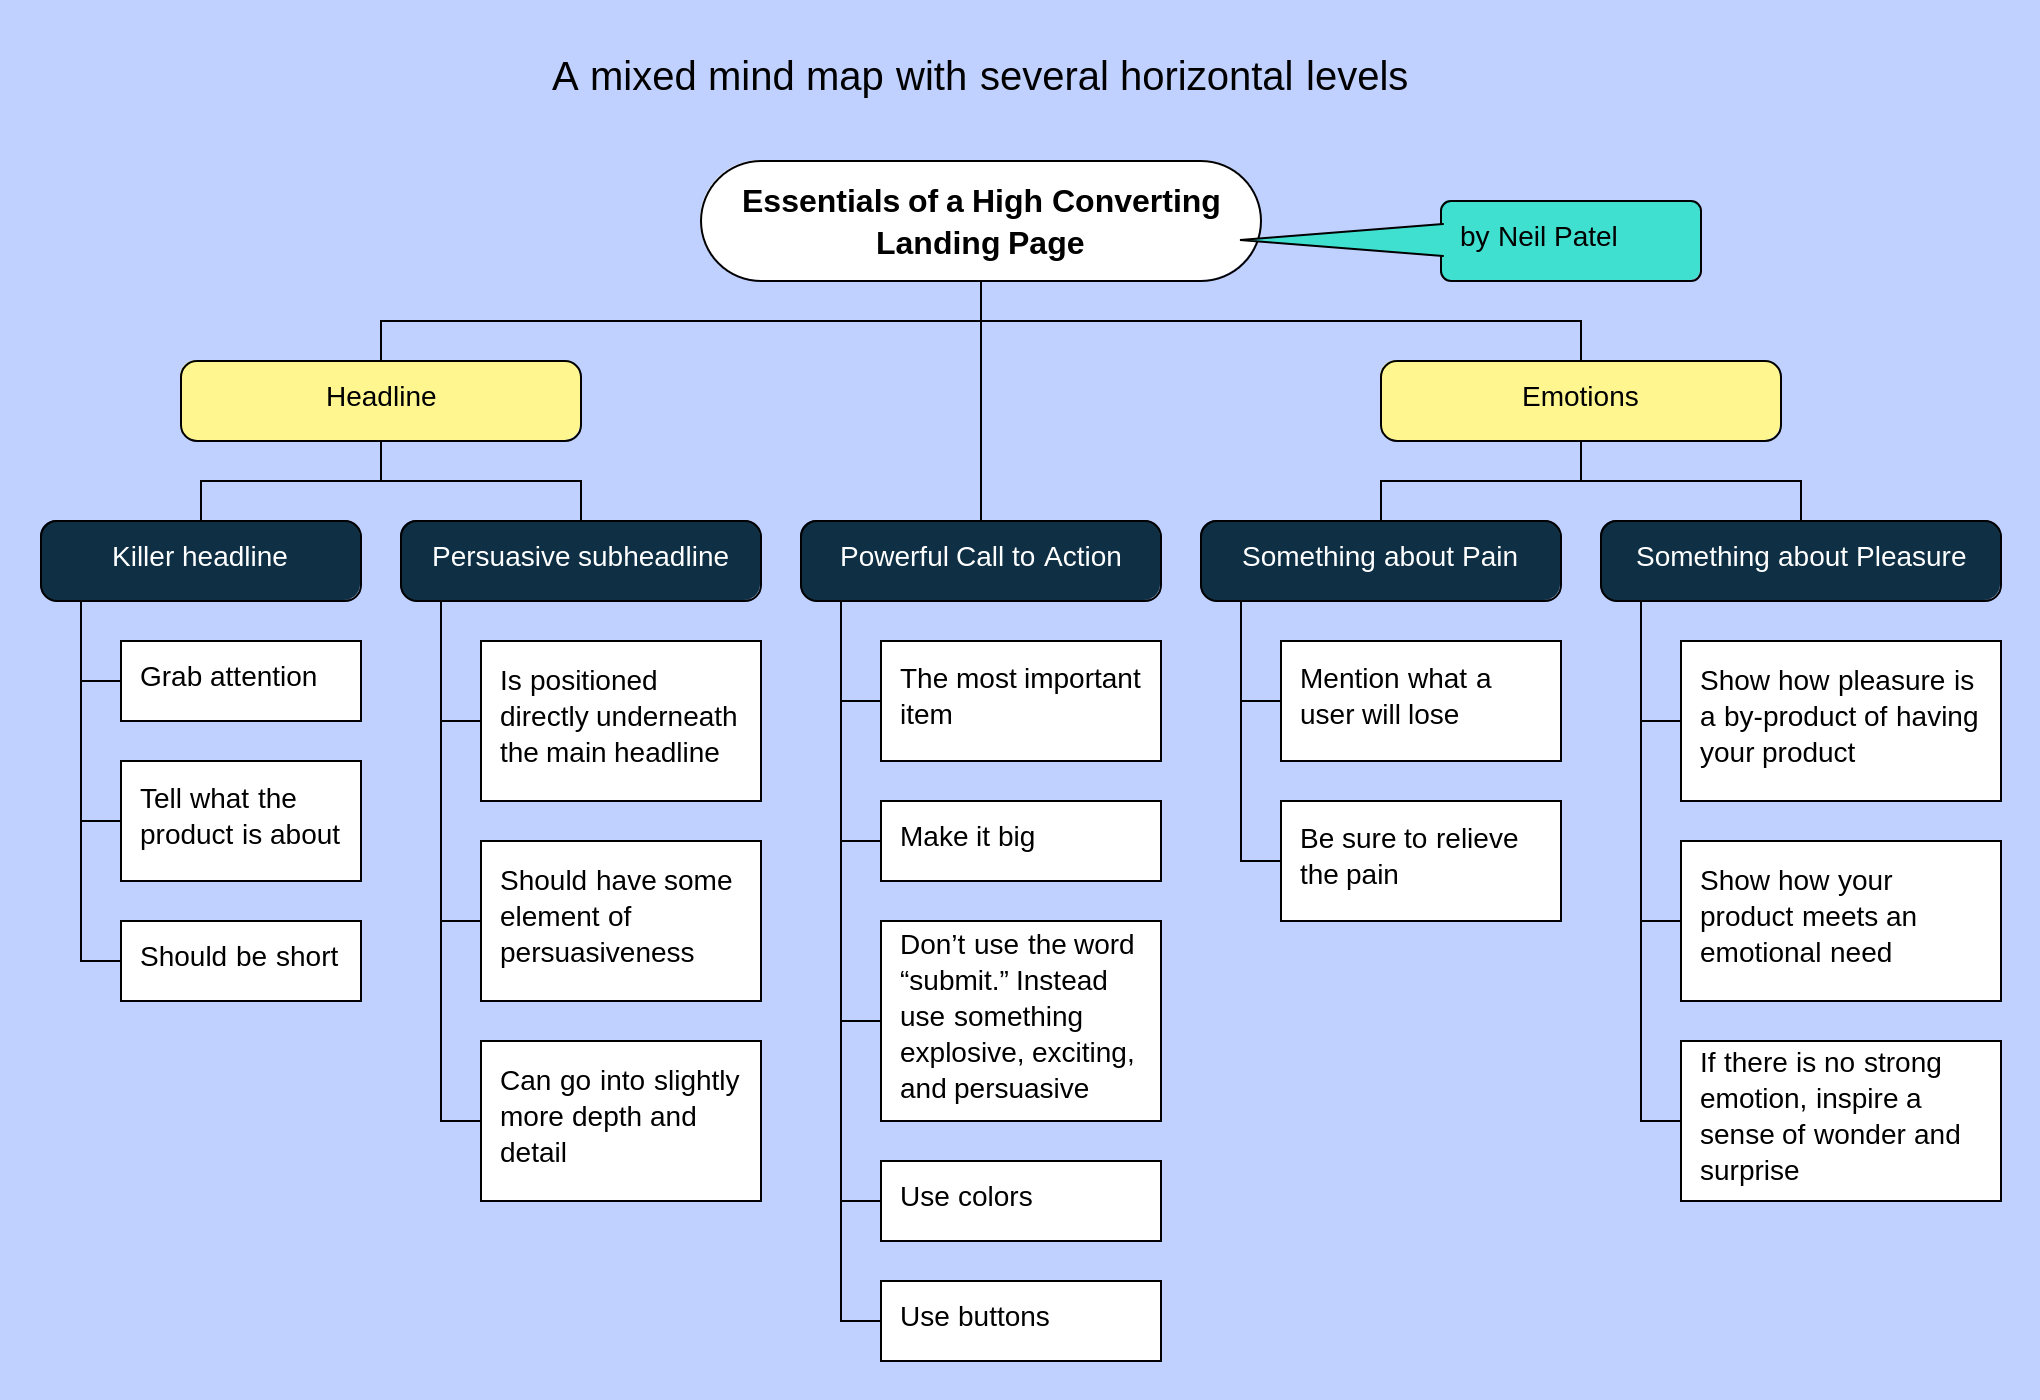 A mixed mind map with several horizontal levels
Essentials of a High Converting
Landing Page
by Neil Patel
Headline
Emotions
Killer headline
Persuasive subheadline
Powerful Call to Action
Something about Pain
Something about Pleasure
Grab attention
Tell what the
product is about
Should be short
Is positioned
directly underneath
the main headline
Should have some
element of
persuasiveness
Can go into slightly
more depth and
detail
The most important
item
Make it big
Don’t use the word
“submit.” Instead
use something
explosive, exciting,
and persuasive
Use colors
Use buttons
Mention what a
user will lose
Be sure to relieve
the pain
Show how pleasure is
a by-product of having
your product
Show how your
product meets an
emotional need
If there is no strong
emotion, inspire a
sense of wonder and
surprise